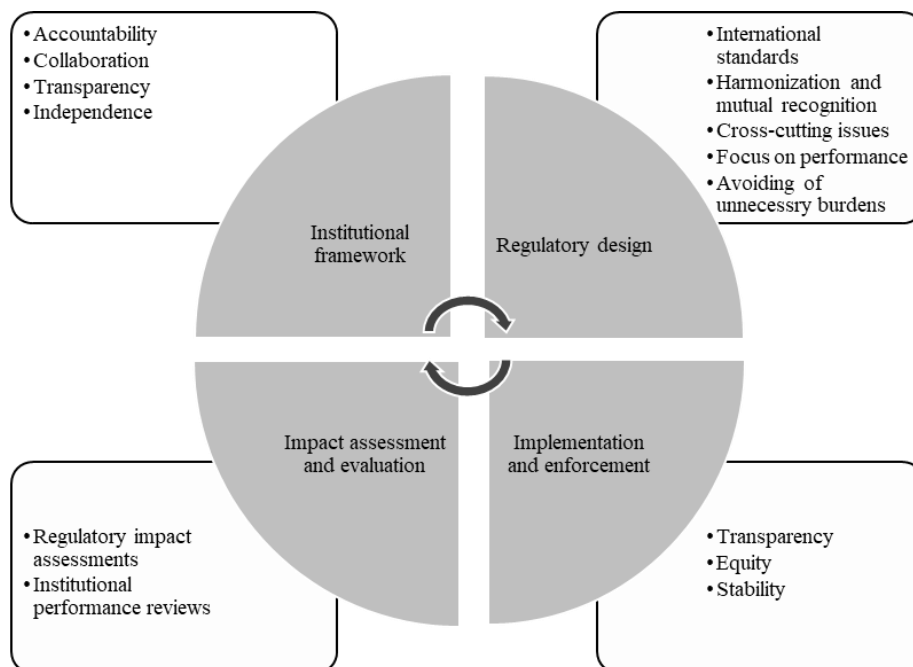 •Accountability
•Collaboration
•Transparency
•Independence
•International
standards
•Harmonization and
mutual recognition
•Cross-cutting issues
•Focus on performance
•Avoiding of
unnecessry burdens
Institutional
framework
Regulatory design
Impact assessment
and evaluation
Implementation
and enforcement
•Regulatory impact
assessments
•Institutional
performance reviews
•Transparency
•Equity
•Stability